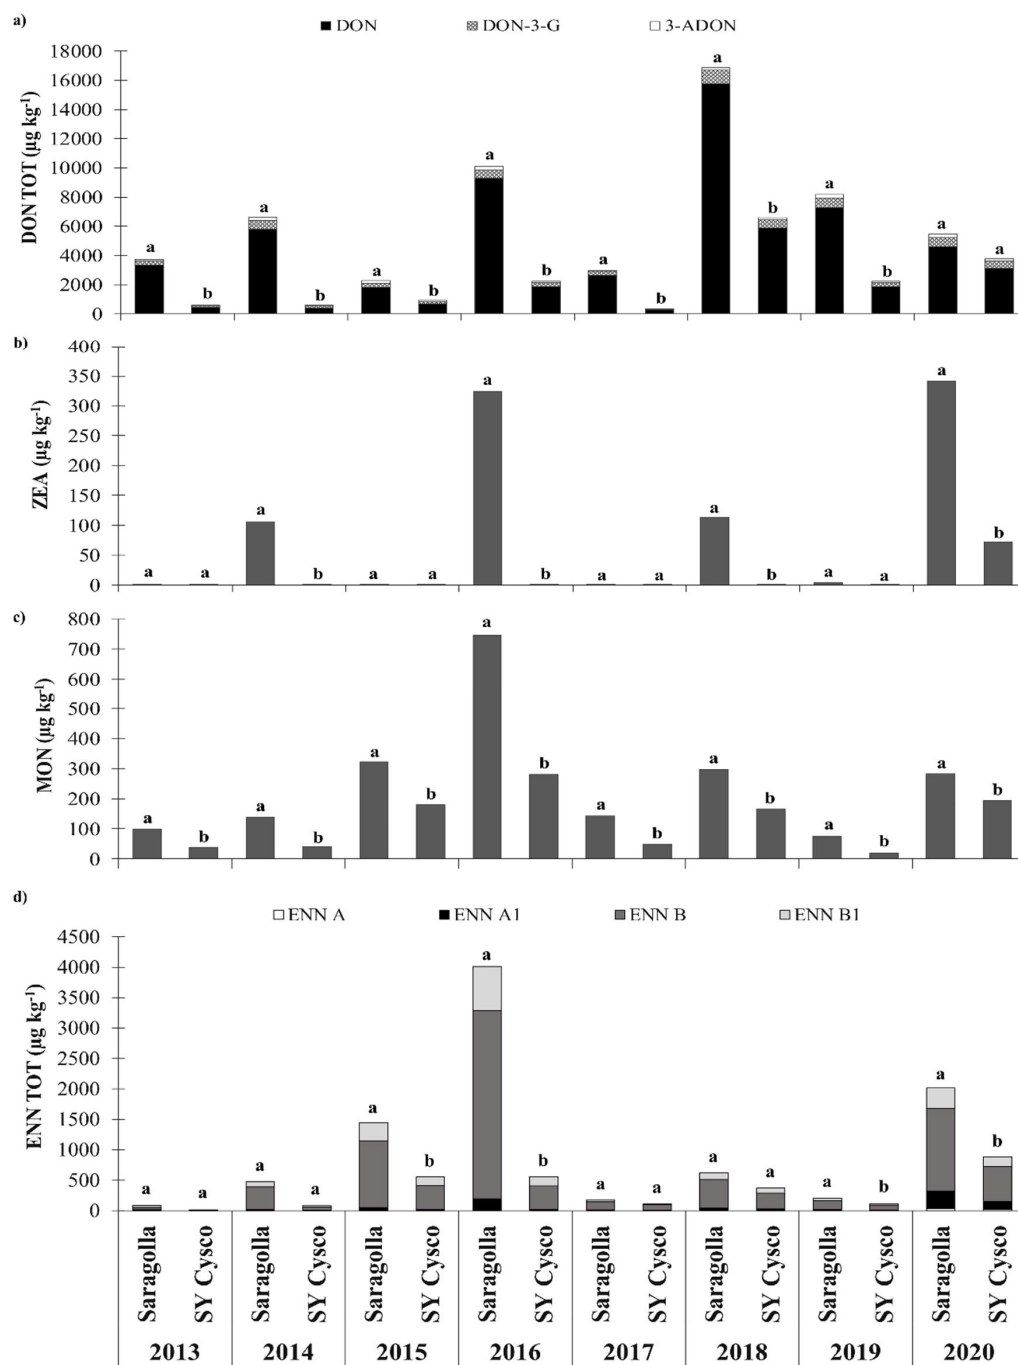 a)
DON DON-3-G 3-ADON
DON TOT (µg kg-1)
18000
16000
14000
12000
10000
8000
6000
4000
2000
0
a b a b a b a b a b a b a b a b
b)
ZEA (µg kg-1)
400
350
300
250
200
150
100
50
0
a a a b a a a b a a a b a a a b
c)
MON (µg kg-1)
800
700
600
500
400
300
200
100
0
a b a b a b a b a b a b a b a b
d)
ENN A ENN A1 ENN B ENN B1
ENN TOT (µg kg-1)
4500
4000
3500
3000
2500
2000
1500
1000
500
0
a a a a a b a b a a a a a b a b
Saragolla SY Cysco Saragolla SY Cysco Saragolla SY Cysco Saragolla SY Cysco Saragolla SY Cysco Saragolla SY Cysco Saragolla SY Cysco Saragolla SY Cysco
2013 2014 2015 2016 2017 2018 2019 2020